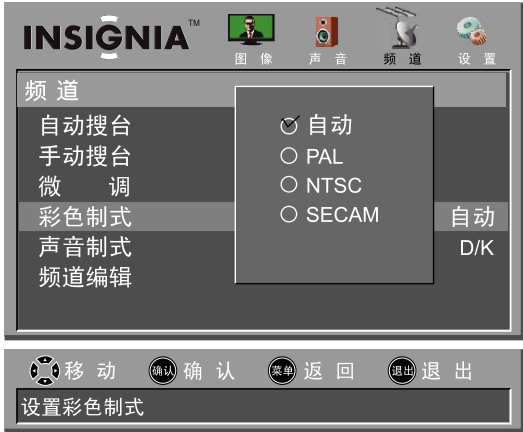 INSIGNIA™
图像 声音 频道 设置
频道
自动搜台
手动搜台
微 调
彩色制式 自动
声音制式 D/K
频道编辑
自动
PAL
NTSC
SECAM
移动 确认 确认 菜单 返回 退出 退出
设置彩色制式